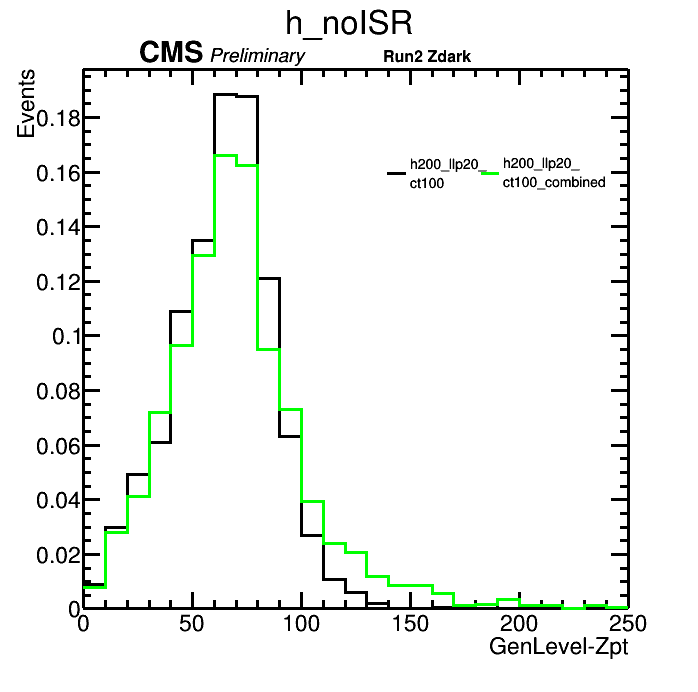 h_noISR
CMS Preliminary
Run2 Zdark
Events
0.18
0.16
0.14
0.12
0.1
0.08
0.06
0.04
0.02
0
h200_llp20_
ct100
h200_llp20_
ct100_combined
0 50 100 150 200 250
GenLevel-Zpt